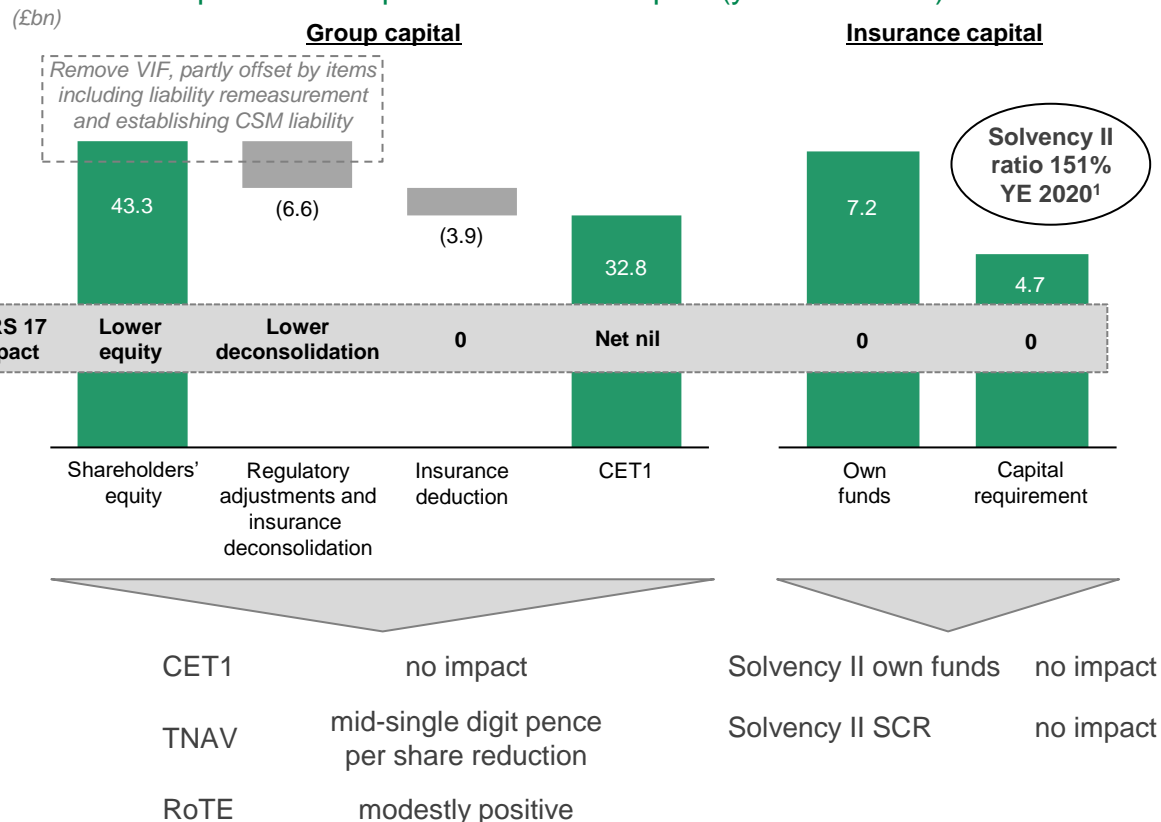 (£bn)
Group capital
Insurance capital
Remove VIF, partly offset by items
including liability remeasurement
and establishing CSM liability
Solvency II
ratio 151%
YE 2020¹
43.3
(6.6)
(3.9)
32.8
7.2
4.7
RS 17
pact
Lower
equity
Lower
deconsolidation
0
Net nil
0
0
Shareholders'
equity
Regulatory
adjustments and
insurance
deconsolidation
Insurance
deduction
CET1
Own
funds
Capital
requirement
CET1 no impact
TNAV mid-single digit pence
per share reduction
RoTE modestly positive
Solvency II own funds no impact
Solvency II SCR no impact